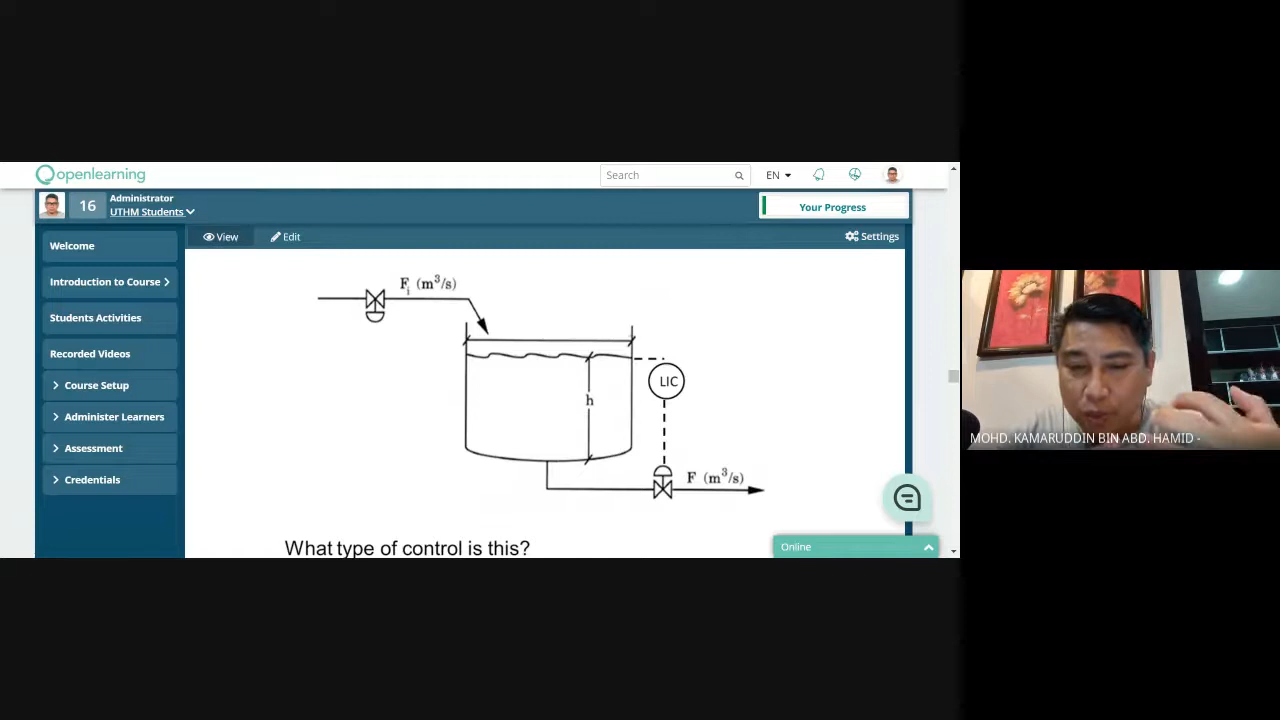 openlearning
Search
EN
16
Administrator
UTHM Students
Your Progress
View
Edit
Settings
Welcome
Introduction to Course
Students Activities
Recorded Videos
Course Setup
Administer Learners
Assessment
Credentials
Fi (m³/s)
LIC
h
F (m³/s)
What type of control is this?
Online
MOHD. KAMARUDDIN BIN ABD. HAMID -